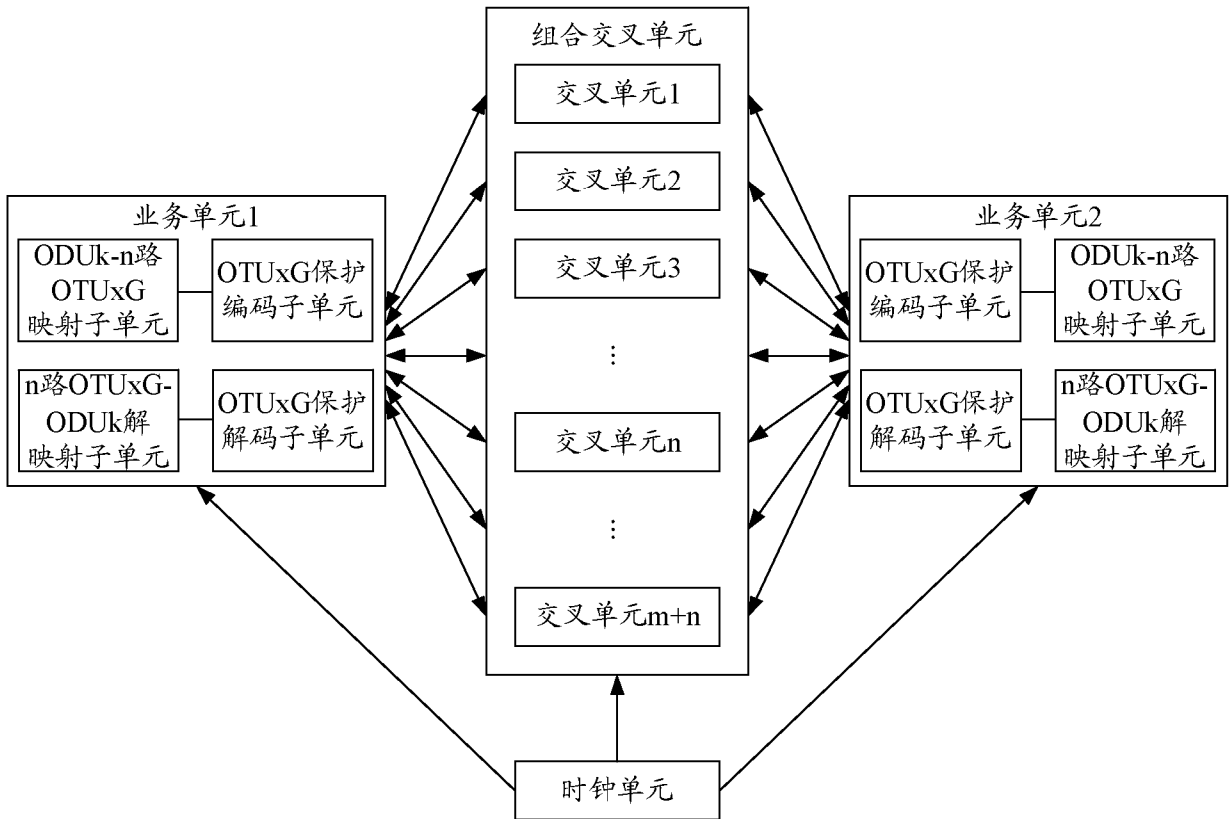 组合交叉单元
交叉单元1
交叉单元2
交叉单元3
⋮
交叉单元n
⋮
交叉单元m+n
业务单元1
ODUk-n路
OTUxG
映射子单元
OTUxG保护
编码子单元
n路OTUxG-
ODUk解
映射子单元
OTUxG保护
解码子单元
业务单元2
OTUxG保护
编码子单元
ODUk-n路
OTUxG
映射子单元
OTUxG保护
解码子单元
n路OTUxG-
ODUk解
映射子单元
时钟单元